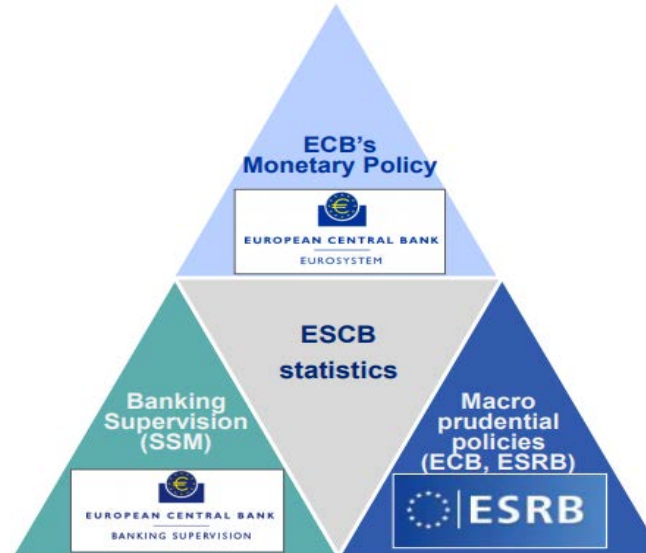 ECB's
Monetary Policy
EUROPEAN CENTRAL BANK
EUROSYSTEM
ESCB
statistics
Banking
Supervision
(SSM)
EUROPEAN CENTRAL BANK
BANKING SUPERVISION
Macro
prudential
policies
(ECB, ESRB)
ESRB